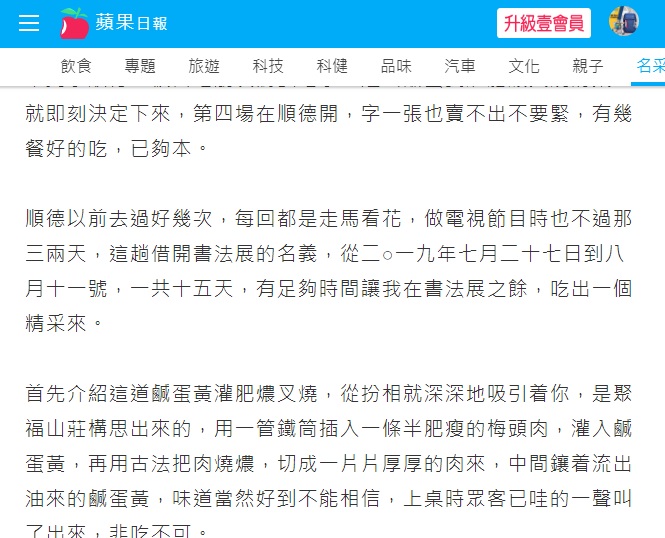 蘋果日報
升級壹會員
飲食 專題 旅遊 科技 科健 品味 汽車 文化 親子 名采
就即刻決定下來，第四場在順德開，字一張也賣不出不要緊，有幾
餐好的吃，已夠本。
順德以前去過好幾次，每回都是走馬看花，做電視節目時也不過那
三兩天，這趟借開書法展的名義，從二○一九年七月二十七日到八
月十一號，一共十五天，有足夠時間讓我在書法展之餘，吃出一個
精采來。
首先介紹這道鹹蛋黃灌肥燶叉燒，從扮相就深深地吸引着你，是聚
福山莊構思出來的，用一管鐵筒插入一條半肥瘦的梅頭肉，灌入鹹
蛋黃，再用古法把肉燒燶，切成一片片厚厚的肉來，中間鑲着流出
油來的鹹蛋黃，味道當然好到不能相信，上桌時眾客已哇的一聲叫
了出來，非吃不可。